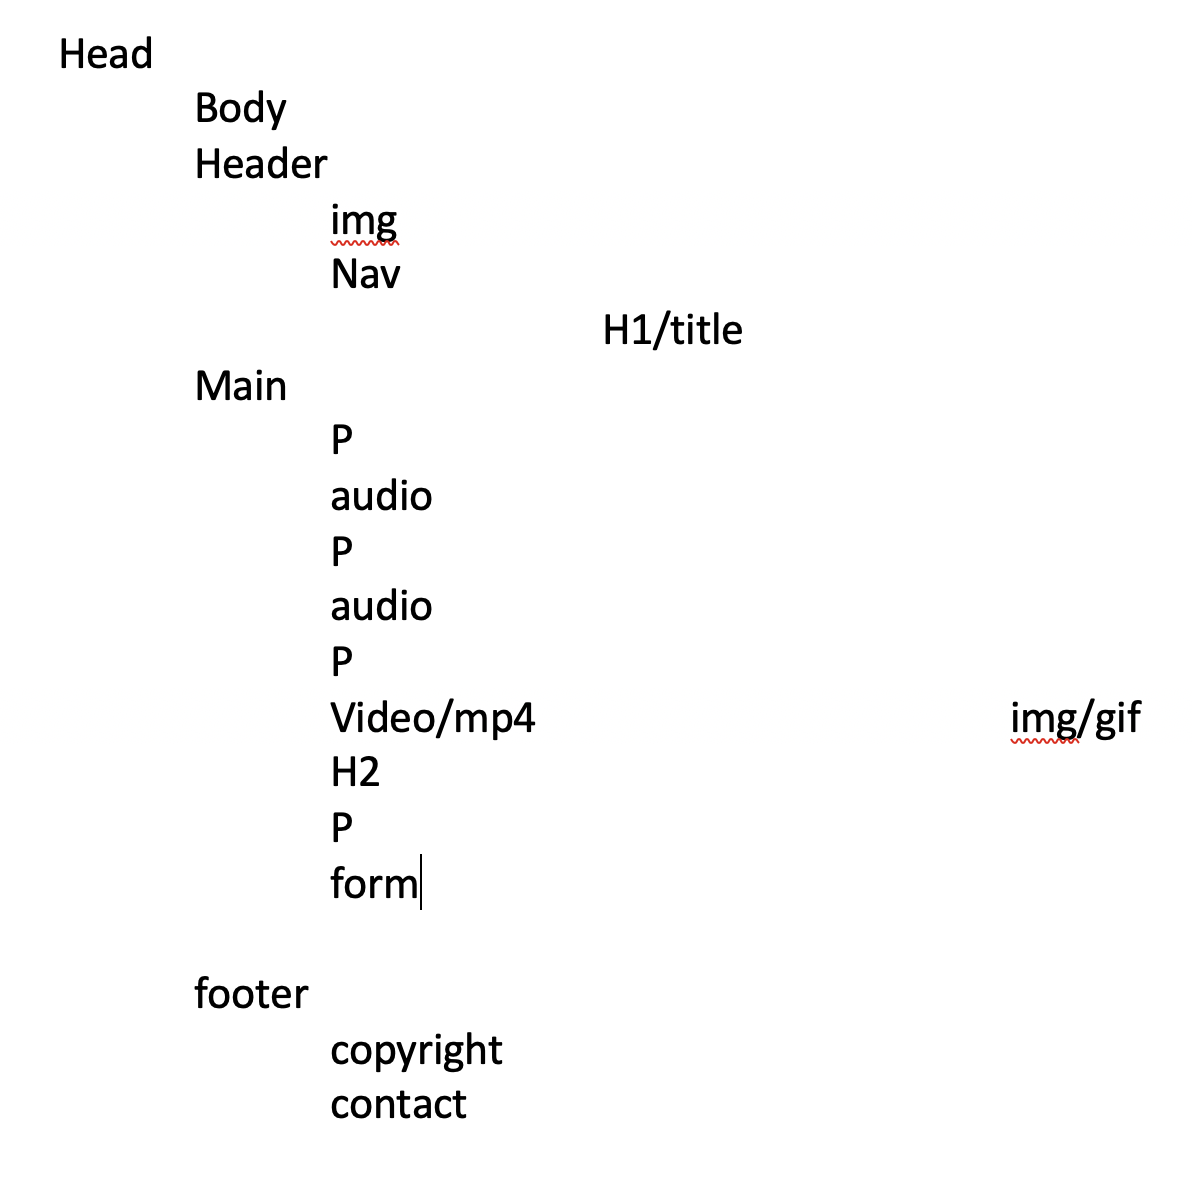 Head
Body
Header
img
Nav
H1/title
Main
P
audio
P
audio
P
Video/mp4 img/gif
H2
P
form
footer
copyright
contact